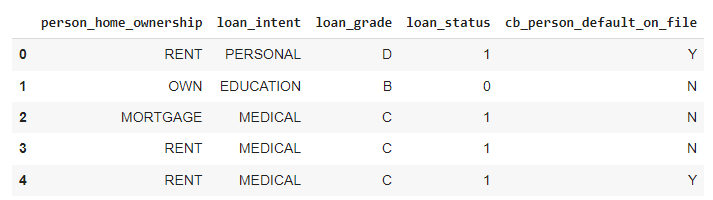 person_home_ownership loan_intent loan_grade loan_status cb_person_default_on_file
0 RENT PERSONAL D 1 Y
1 OWN EDUCATION B 0 N
2 MORTGAGE MEDICAL C 1 N
3 RENT MEDICAL C 1 N
4 RENT MEDICAL C 1 Y